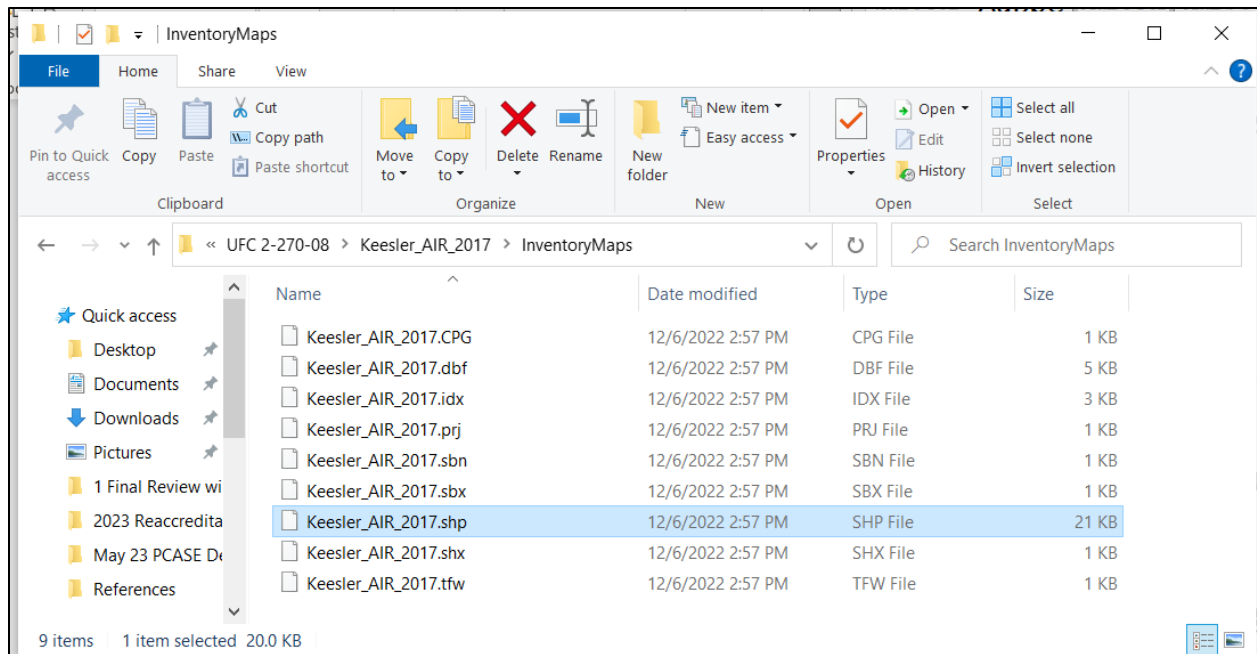 InventoryMaps
File Home Share View
Pin to Quick access
Copy
Paste
Cut
Copy path
Paste shortcut
Clipboard
Move to
Copy to
Delete
Rename
Organize
New folder
New item
Easy access
New
Properties
Open
Edit
History
Open
Select all
Select none
Invert selection
Select
« UFC 2-270-08 > Keesler_AIR_2017 > InventoryMaps
Search InventoryMaps
Quick access
Desktop
Documents
Downloads
Pictures
1 Final Review wi
2023 Reaccredita
May 23 PCASE De
References
Name Date modified Type Size
Keesler_AIR_2017.CPG 12/6/2022 2:57 PM CPG File 1 KB
Keesler_AIR_2017.dbf 12/6/2022 2:57 PM DBF File 5 KB
Keesler_AIR_2017.idx 12/6/2022 2:57 PM IDX File 3 KB
Keesler_AIR_2017.prj 12/6/2022 2:57 PM PRJ File 1 KB
Keesler_AIR_2017.sbn 12/6/2022 2:57 PM SBN File 1 KB
Keesler_AIR_2017.sbx 12/6/2022 2:57 PM SBX File 1 KB
Keesler_AIR_2017.shp 12/6/2022 2:57 PM SHP File 21 KB
Keesler_AIR_2017.shx 12/6/2022 2:57 PM SHX File 1 KB
Keesler_AIR_2017.tfw 12/6/2022 2:57 PM TFW File 1 KB
9 items 1 item selected 20.0 KB